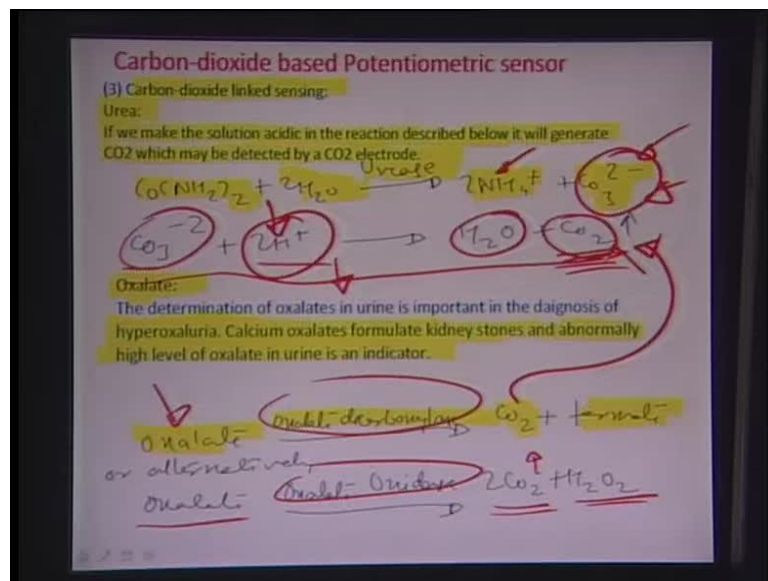 Carbon-dioxide based Potentiometric sensor
(3) Carbon-dioxide linked sensing:
Urea:
If we make the solution acidic in the reaction described below it will generate
CO2 which may be detected by a CO2 electrode.
Urease
CO(NH2)2 + 2H2O → 2NH4+ + CO3 2-
CO3 -2 + 2H+ → H2O + CO2 ↑
Oxalate:
The determination of oxalates in urine is important in the daignosis of
hyperoxaluria. Calcium oxalates formulate kidney stones and abnormally
high level of oxalate in urine is an indicator.
oxalate oxalate decarboxylase → CO2 + formate
or alternatively
oxalate Oxalate Oxidase → 2CO2 + H2O2